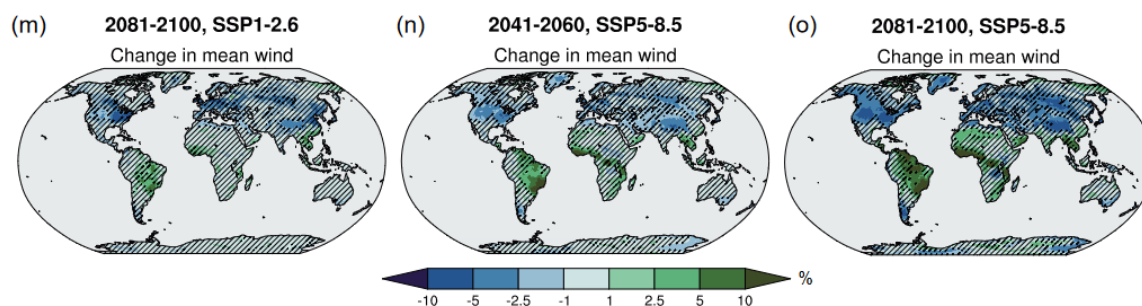 (m) 2081-2100, SSP1-2.6
Change in mean wind
(n) 2041-2060, SSP5-8.5
Change in mean wind
(o) 2081-2100, SSP5-8.5
Change in mean wind
-10 -5 -2.5 -1 1 2.5 5 10 %